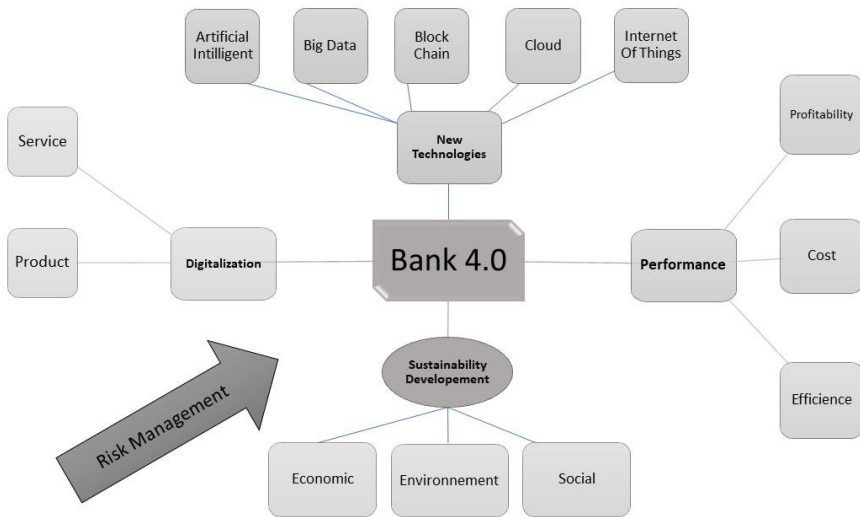 Artificial
Intilligent
Big Data
Block
Chain
Cloud
Internet
Of Things
New
Technologies
Profitability
Service
Product
Digitalization
Bank 4.0
Performance
Cost
Sustainability
Developement
Efficience
Risk Management
Economic
Environnement
Social